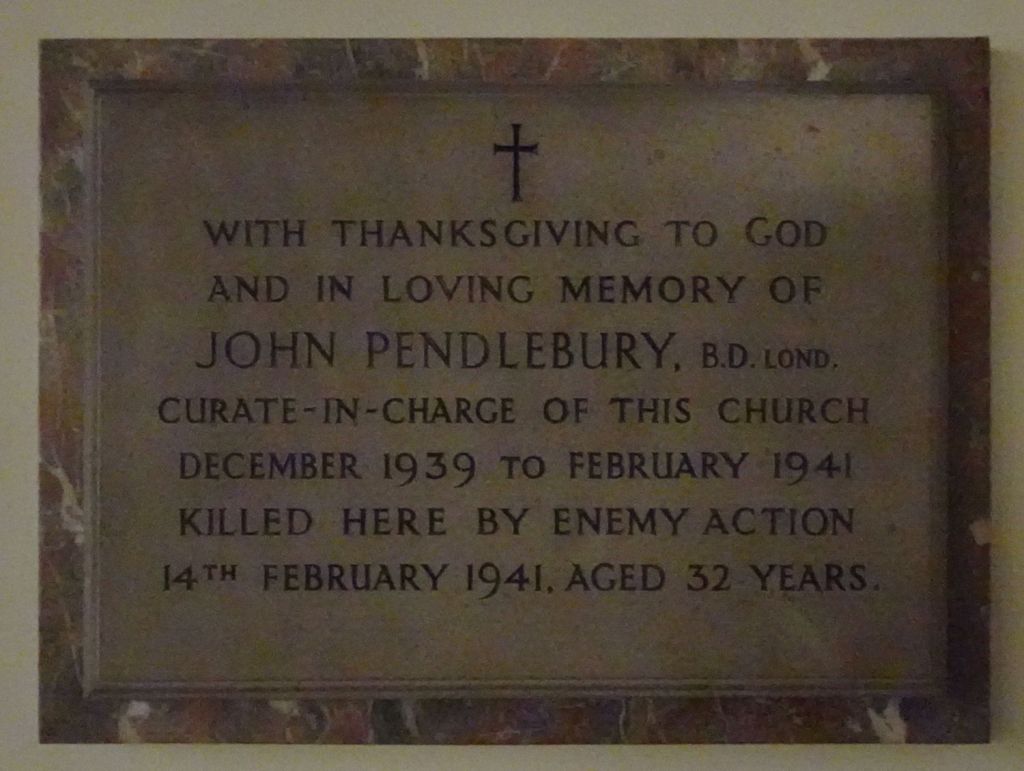 WITH THANKSGIVING TO GOD
AND IN LOVING MEMORY OF
JOHN PENDLEBURY, B.D. LOND.
CURATE-IN-CHARGE OF THIS CHURCH
DECEMBER 1939 TO FEBRUARY 1941
KILLED HERE BY ENEMY ACTION
14TH FEBRUARY 1941, AGED 32 YEARS.